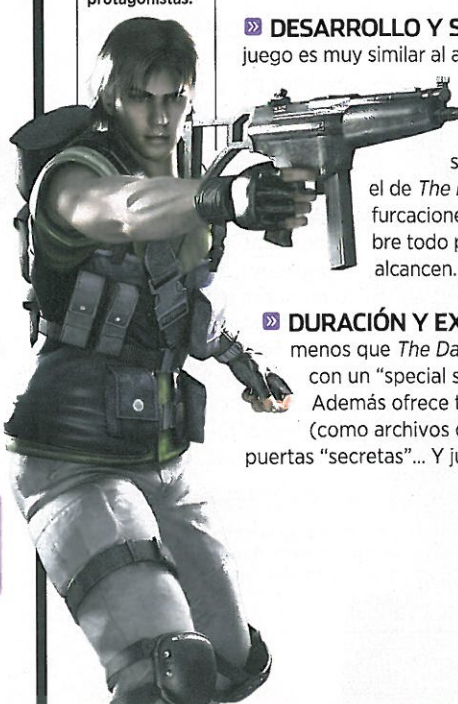 protagonistas.
DESARROLLO Y S
juego es muy similar al a
s
el de The
furcacione
bre todo p
alcancen.
DURACIÓN Y EX
menos que The Da
con un "special s
Además ofrece t
(como archivos
puertas "secretas"... Y ju